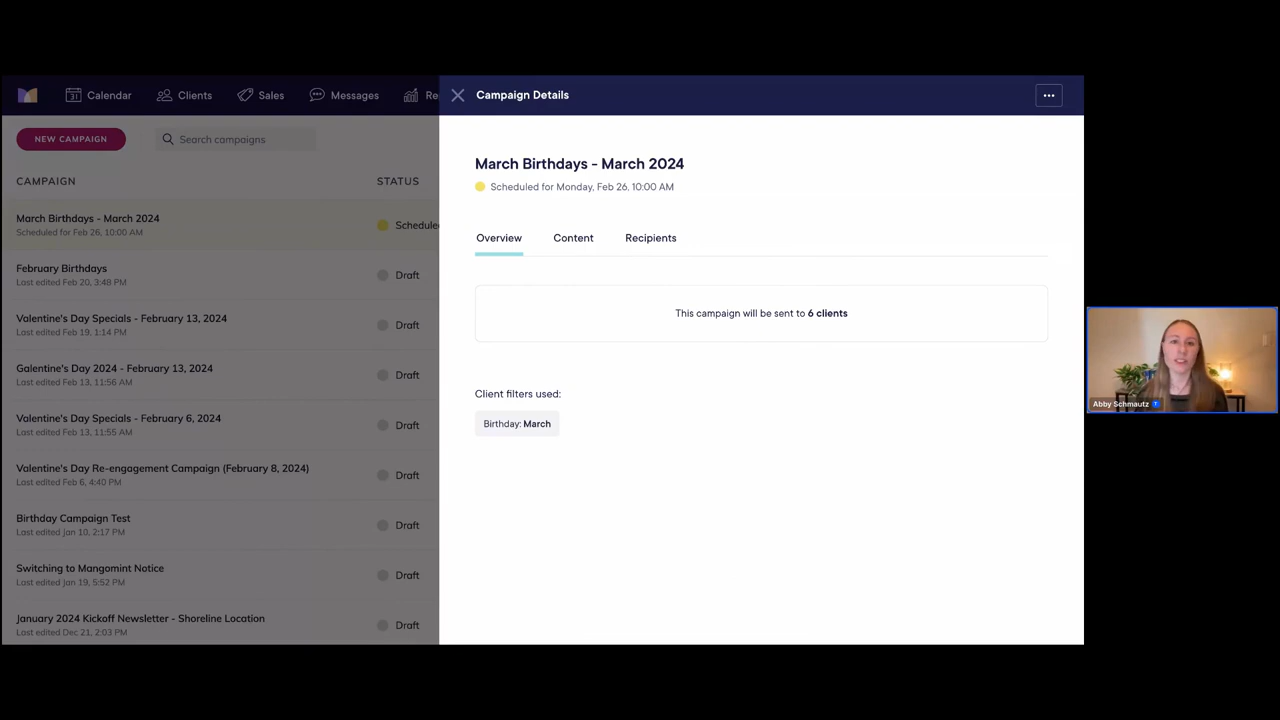 31 Calendar Clients Sales Messages Re
NEW CAMPAIGN Search campaigns
CAMPAIGN STATUS
March Birthdays - March 2024
Scheduled for Feb 26, 10:00 AM
Scheduled
February Birthdays
Last edited Feb 20, 3:48 PM
Draft
Valentine's Day Specials - February 13, 2024
Last edited Feb 19, 1:14 PM
Draft
Galentine's Day 2024 - February 13, 2024
Last edited Feb 13, 11:56 AM
Draft
Valentine's Day Specials - February 6, 2024
Last edited Feb 13, 11:55 AM
Draft
Valentine's Day Re-engagement Campaign (February 8, 2024)
Last edited Feb 6, 4:40 PM
Draft
Birthday Campaign Test
Last edited Jan 10, 2:17 PM
Draft
Switching to Mangomint Notice
Last edited Jan 19, 5:52 PM
Draft
January 2024 Kickoff Newsletter - Shoreline Location
Last edited Dec 21, 2:03 PM
Draft
Campaign Details
March Birthdays - March 2024
Scheduled for Monday, Feb 26, 10:00 AM
Overview Content Recipients
This campaign will be sent to 6 clients
Client filters used:
Birthday: March
Abby Schmautz